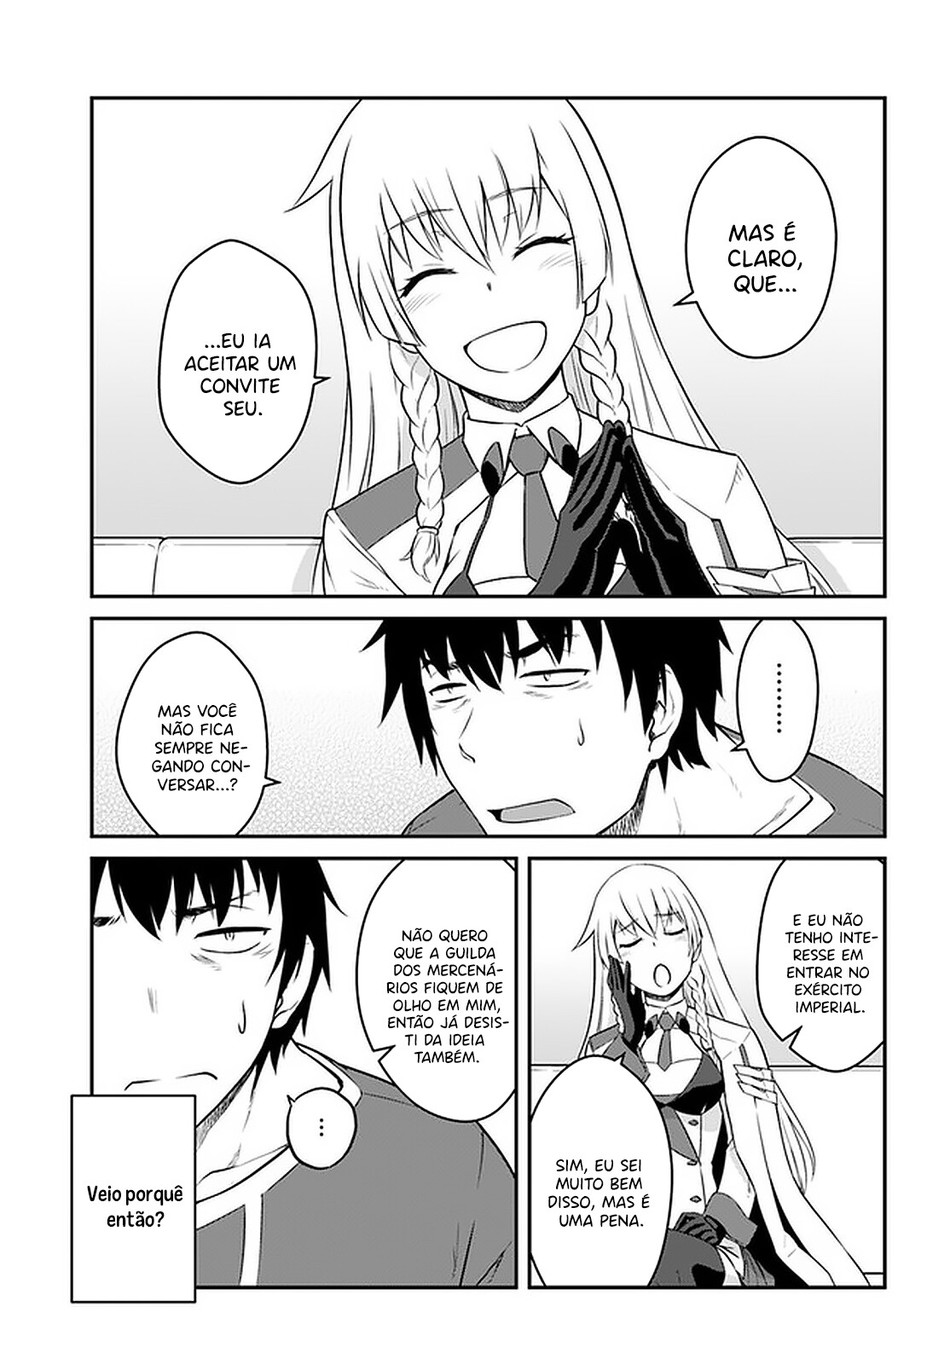 MAS É
CLARO,
QUE...
...EU IA
ACEITAR UM
CONVITE
SEU.
.........
MAS VOCÊ
NÃO FICA
SEMPRE NE-
GANDO CON-
VERSAR...?
E EU NÃO
TENHO INTE-
RESSE EM
ENTRAR NO
EXÉRCITO
IMPERIAL.
SIM, EU SEI
MUITO BEM
DISSO, MAS É
UMA PENA.
NÃO QUERO
QUE A GUILDA
DOS MERCENÁ-
RIOS FIQUEM DE
OLHO EM MIM,
ENTÃO JÁ DESIS-
TI DA IDEIA
TAMBÉM.
...
Veio porquê
então?